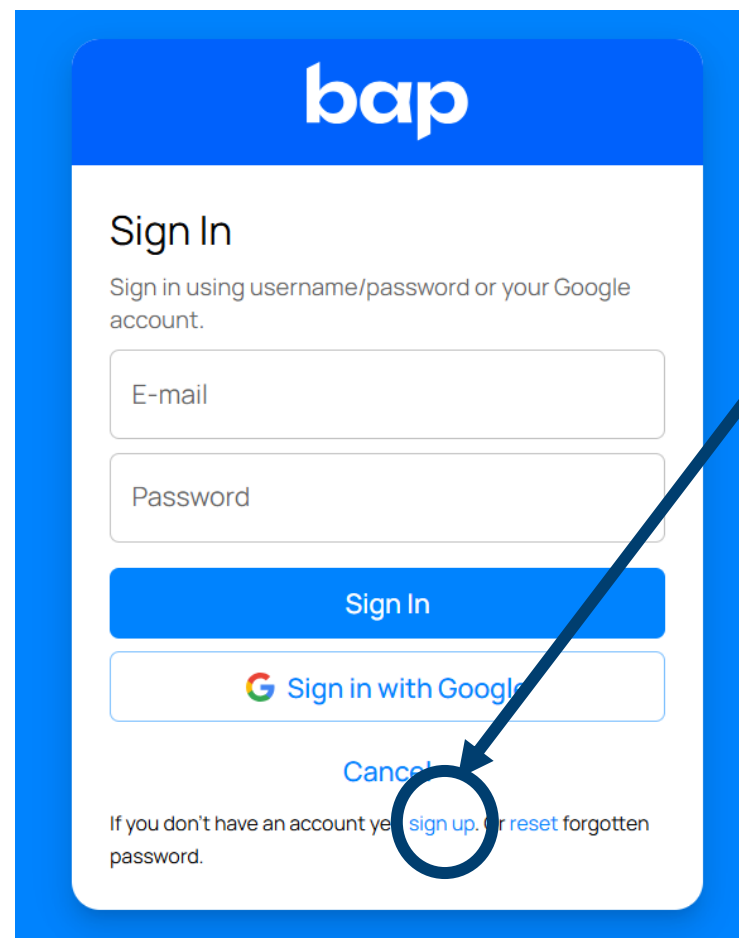 bap
Sign In
Sign in using username/password or your Google
account.
E-mail
Password
Sign In
G Sign in with Google
Cancel
If you don't have an account yet sign up. Or reset forgotten
password.